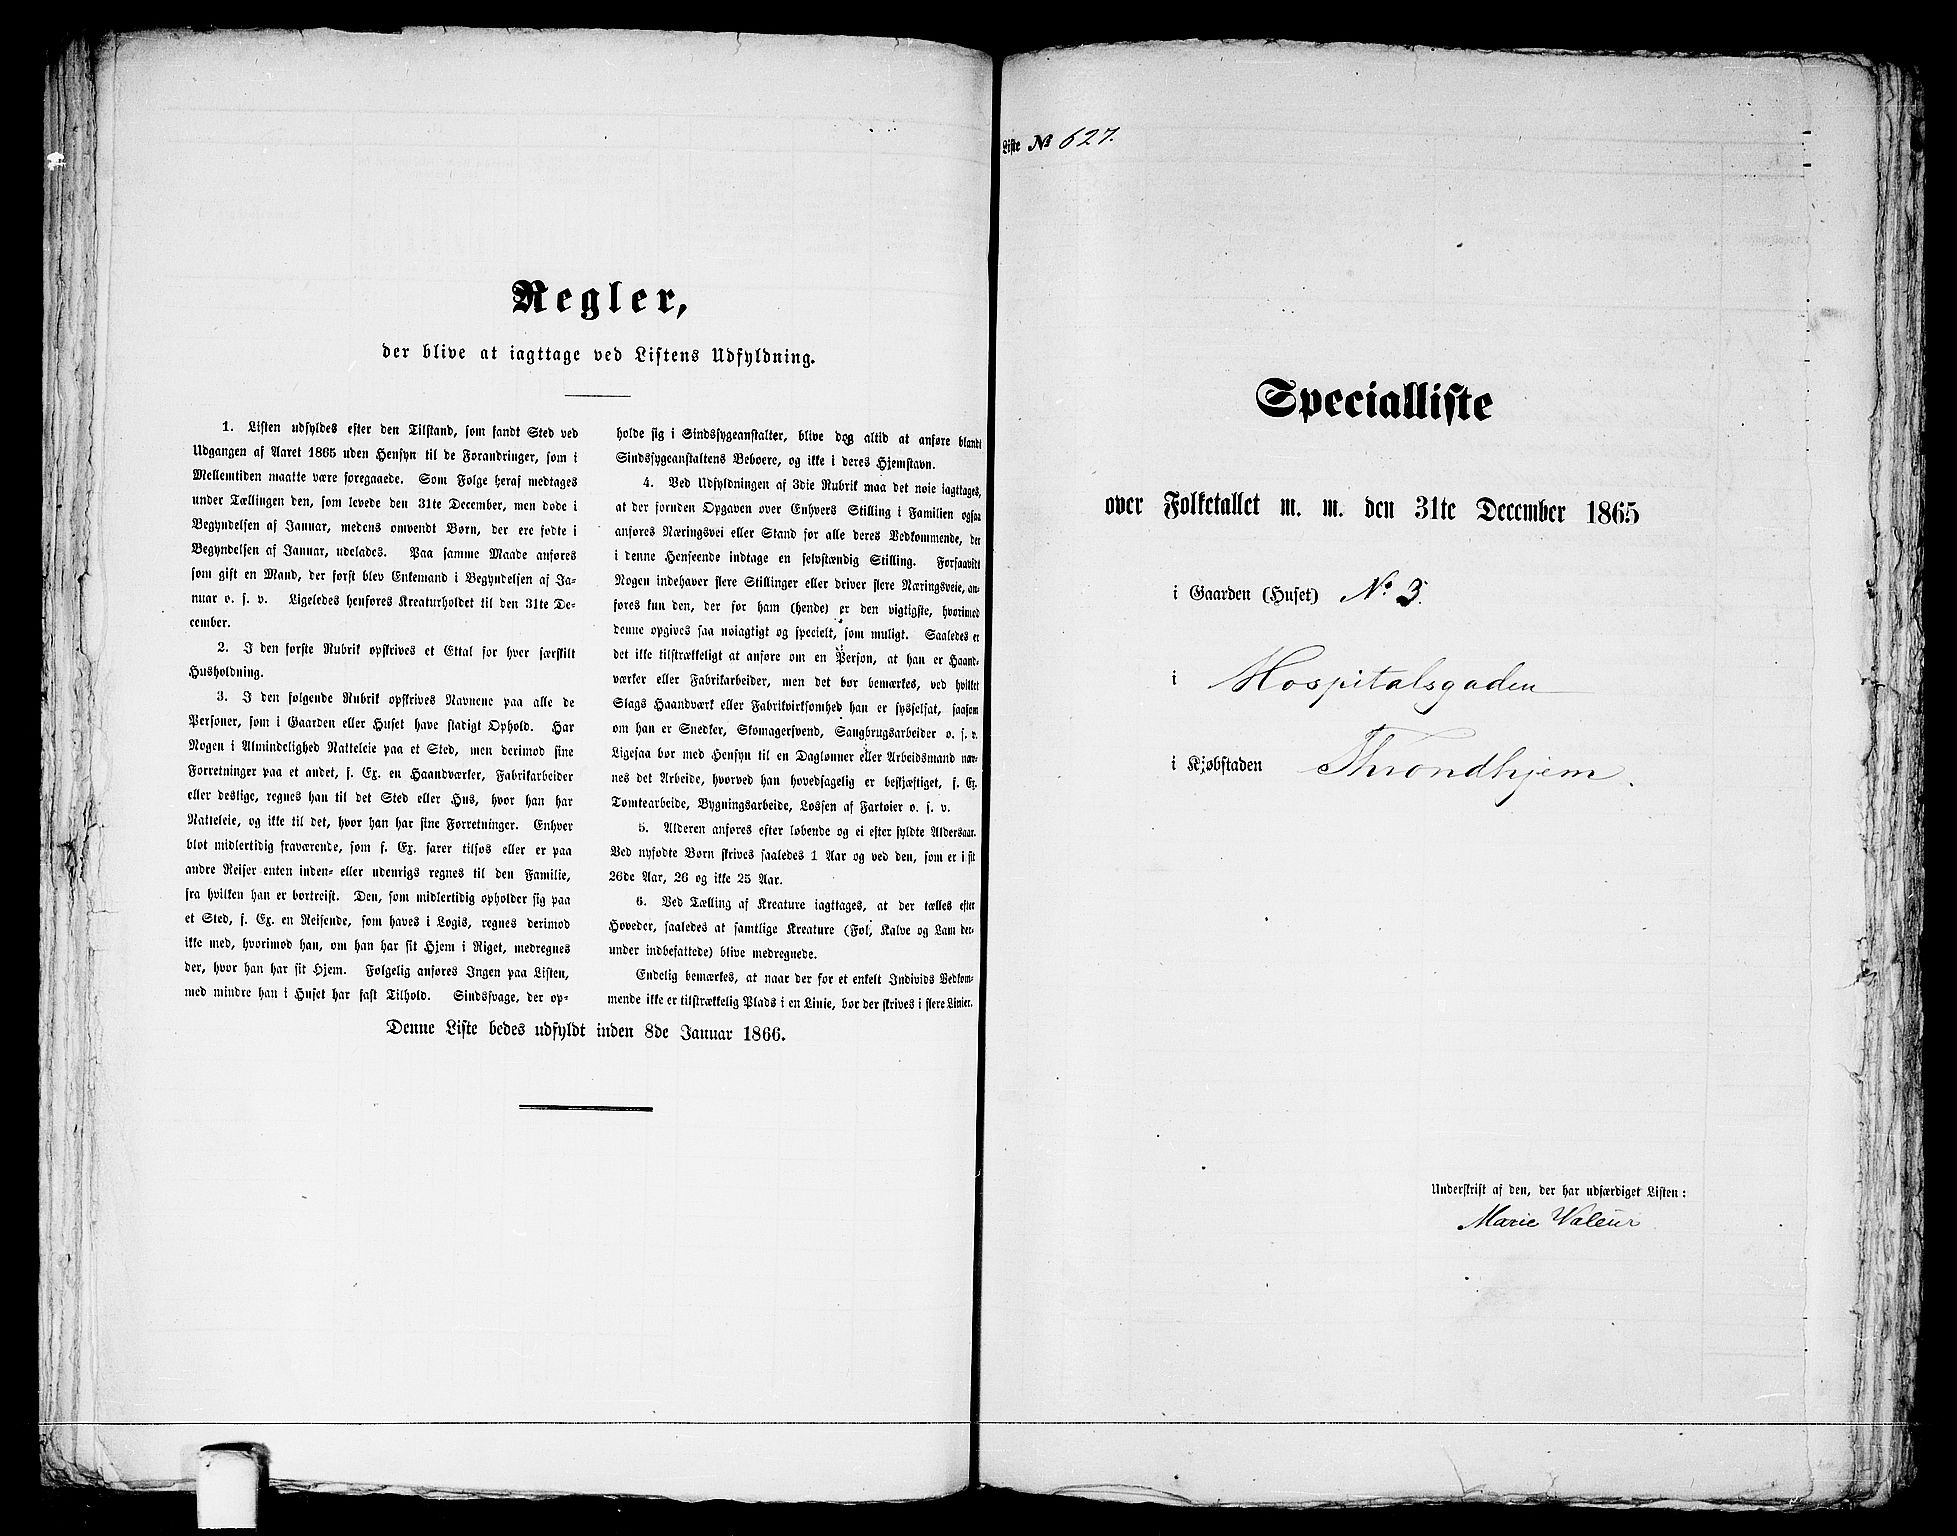 Regler,
der blive at iagttage ved Listens Udfyldning.
1. Listen udfyldes efter den Tilstand, som fandt Sted ved
Udgangen af Aaret 1865 uden Hensyn til de Forandringer, som i
Mellemtiden maatte være foregaaede. Som Følge heraf medtages
under Tællingen den, som levede den 31te December, men døde i
Begyndelsen af Januar, medens omvendt Børn, der ere fødte i
Begyndelsen af Januar, udelades. Paa samme Maade anføres
som gift en Mand, der først blev Enkemand i Begyndelsen af Ja-
nuar o. s. v. Ligeledes henføres Kreaturholdet til den 31te De-
cember.
2. I den første Rubrik opskrives et Ettal for hver særskilt
Husholdning.
3. I den følgende Rubrik opskrives Navnene paa alle de
Personer, som i Gaarden eller Huset have stadigt Ophold. Har
Nogen i Almindelighed Natteleie paa et Sted, men derimod sine
Forretninger paa et andet, f. Ex. en Haandværker, Fabrikarbeider
eller deslige, regnes han til det Sted eller Hus, hvor han har
Natteleie, og ikke til det, hvor han har sine Forretninger. Enhver
blot midlertidig fraværende, som f. Ex. farer tilsøs eller er paa
andre Reiser enten inden- eller udenrigs regnes til den Familie,
fra hvilken han er bortreist. Den, som midlertidig opholder sig paa
et Sted, f. Ex. en Reisende, som haves i Logis, regnes derimod
ikke med, hvorimod han, om han har sit Hjem i Riget, medregnes
der, hvor han har sit Hjem. Følgelig anføres Ingen paa Listen,
med mindre han i Huset har fast Tilhold. Sindssvage, der op-
holde sig i Sindssygeanstalter, blive dog altid at anføre blandt
Sindssygeanstaltens Beboere, og ikke i deres Hjemstavn.
4. Ved Udfyldningen af 3die Rubrik maa det nøie iagttages,
at der foruden Opgaven over Enhvers Stilling i Familien ogsaa
anføres Næringsvei eller Stand for alle deres Vedkommende, der
i denne Henseende indtage en selvstændig Stilling. Forsaavidt
Nogen indehaver flere Stillinger eller driver flere Næringsveie, an-
føres kun den, der for ham (hende) er den vigtigste, hvorimod
denne opgives saa nøiagtigt og specielt, som muligt. Saaledes er
det ikke tilstrækkeligt at anføre om en Person, at han er Haand-
værker eller Fabrikarbeider, men det bør bemærkes, ved hvilket
Slags Haandværk eller Fabrikvirksomhed han er sysselsat, saasom
om han er Snedker, Skomagersvend, Saugbrugsarbeider o. s. v.
Ligesaa bør med Hensyn til en Daglønner eller Arbeidsmand næv-
nes det Arbeide, hvorved han hovedsagelig er beskjæftiget, f. Ex.
Tomtearbeide, Bygningsarbeide, Lossen af Fartøier o. s. v.
5. Alderen anføres efter løbende og ei efter fyldte Aldersaar.
Ved nyfødte Børn skrives saaledes 1 Aar og ved den, som er i sit
26de Aar, 26 og ikke 25 Aar.
6. Ved Tælling af Kreature iagttages, at der tælles efter
Hoveder, saaledes at samtlige Kreature (Føl, Kalve og Lam der-
under indbefattede) blive medregnede.
Endelig bemærkes, at naar der for et enkelt Individs Vedkom-
mende ikke er tilstrækkelig Plads i en Linie, bør der skrives i flere Linier.
Denne Liste bedes udfyldt inden 8de Januar 1866.
Liste № 627.
Specialliste
over Folketallet m. m. den 31te December 1865
i Gaarden (Huset) No 3.
i Hospitalsgaden
i Kjøbstaden Throndhjem.
Underskrift af den, der har udfærdiget Listen:
Marie Valeur